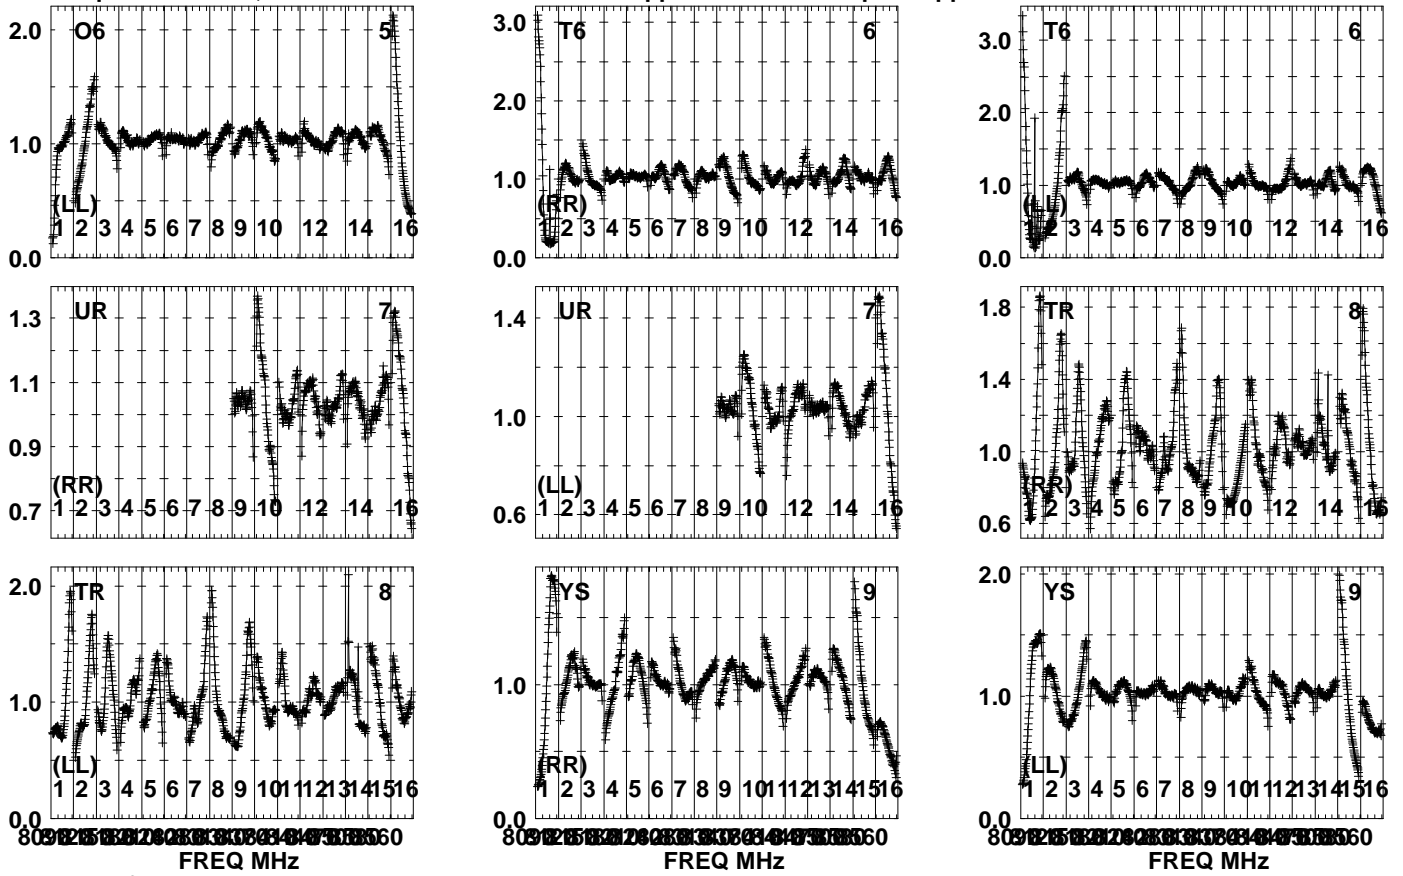 2.0 O6 5
1.0
(LL)
1 2 3 4 5 6 7 8 9 10 12 14 16
0.0
3.0 T6 6
2.0
1.0
(RR)
1 2 3 4 5 6 7 8 9 10 12 14 16
0.0
3.0 T6 6
2.0
1.0
(LL)
1 2 3 4 5 6 7 8 9 10 12 14 16
0.0
UR 7
1.3
1.1
0.9
(RR)
0.7 1 2 3 4 5 6 7 8 9 10 12 14 16
UR 7
1.4
1.0
(LL)
0.6 1 2 3 4 5 6 7 8 9 10 12 14 16
1.8 TR 8
1.4
1.0
(RR)
0.6 1 2 3 4 5 6 7 8 9 10 12 14 16
2.0 TR 8
1.0
(LL)
1 2 3 4 5 6 7 8 9 10 11 12 13 14 15 16
0.0
FREQ MHz
YS 9
1.0
(RR)
1 2 3 4 5 6 7 8 9 10 11 12 13 14 15 16
0.0
FREQ MHz
2.0 YS 9
1.0
(LL)
1 2 3 4 5 6 7 8 9 10 11 12 13 14 15 16
0.0
FREQ MHz